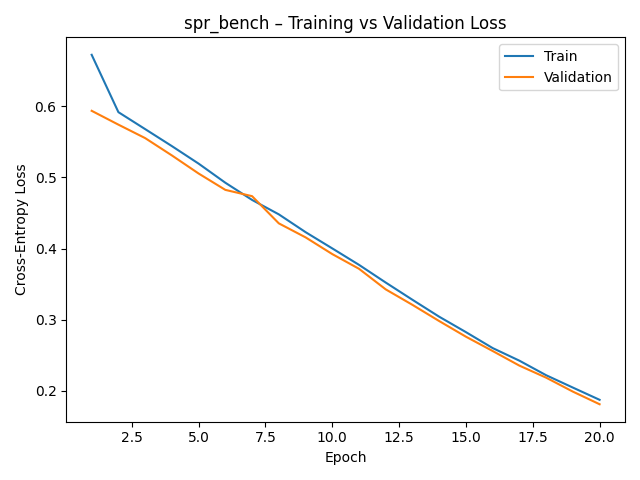 spr_bench – Training vs Validation Loss
Train
Validation
Cross-Entropy Loss
0.6
0.5
0.4
0.3
0.2
2.5 5.0 7.5 10.0 12.5 15.0 17.5 20.0
Epoch